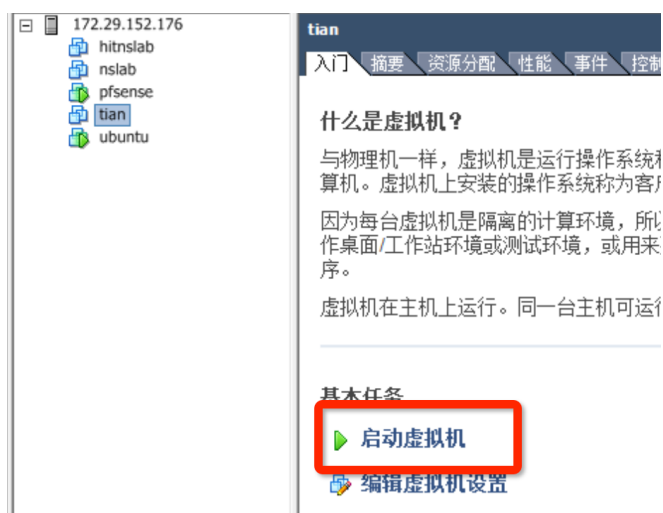 172.29.152.176
hitnslab
nslab
pfsense
tian
ubuntu
tian
入门 摘要 资源分配 性能 事件 控制
什么是虚拟机？
与物理机一样，虚拟机是运行操作系统
算机。虚拟机上安装的操作系统称为客
因为每台虚拟机是隔离的计算环境，所
作桌面/工作站环境或测试环境，或用来
序。
虚拟机在主机上运行。同一台主机可运
基本任务
启动虚拟机
编辑虚拟机设置